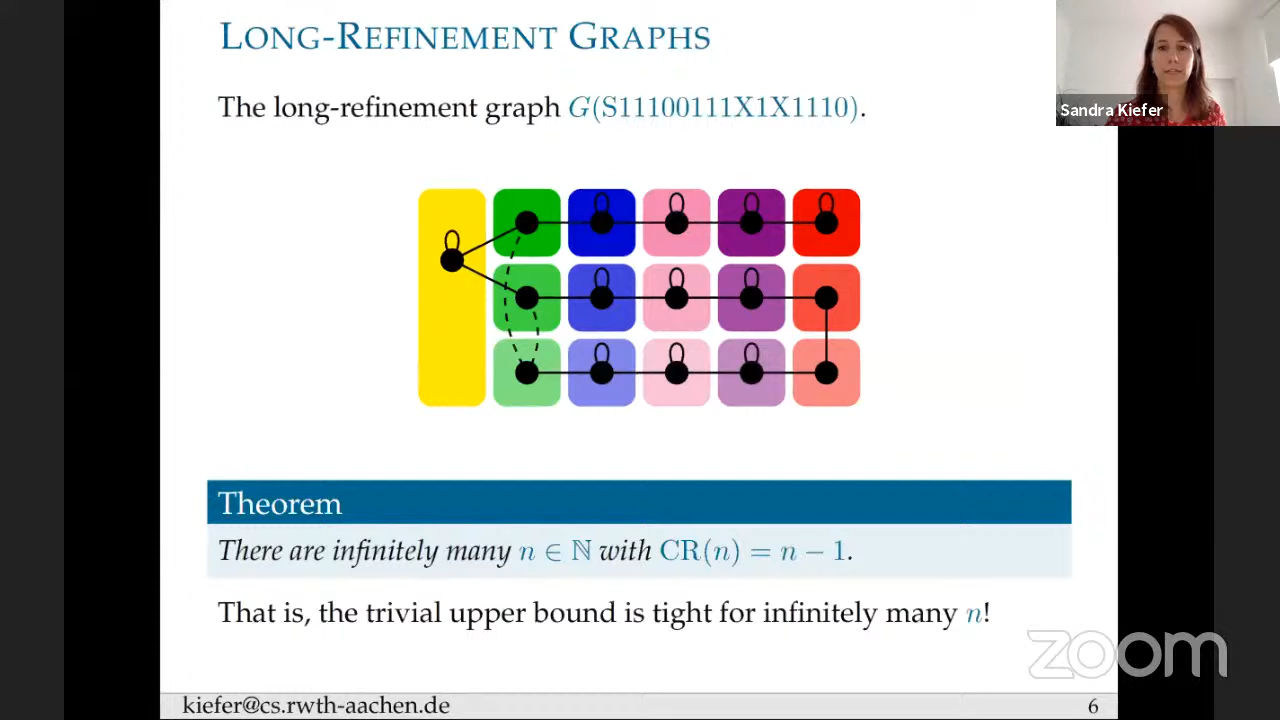 LONG-REFINEMENT GRAPHS
The long-refinement graph G(S11100111X1X1110).
Sandra Kiefer
Theorem
There are infinitely many n ∈ ℕ with CR(n) = n − 1.
That is, the trivial upper bound is tight for infinitely many n!
zoom
kiefer@cs.rwth-aachen.de 6